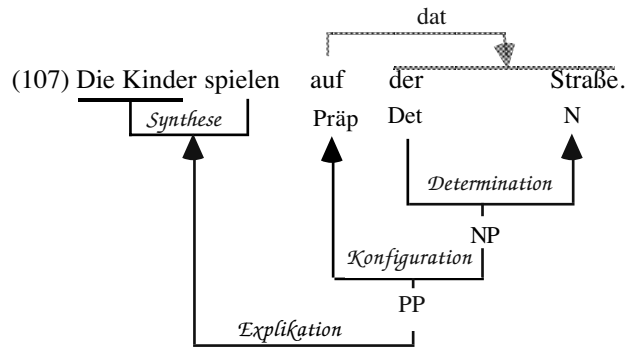 dat
(107) Die Kinder spielen auf der Straße.
Synthese Präp Det N
Determination
NP
Konfiguration
PP
Explikation